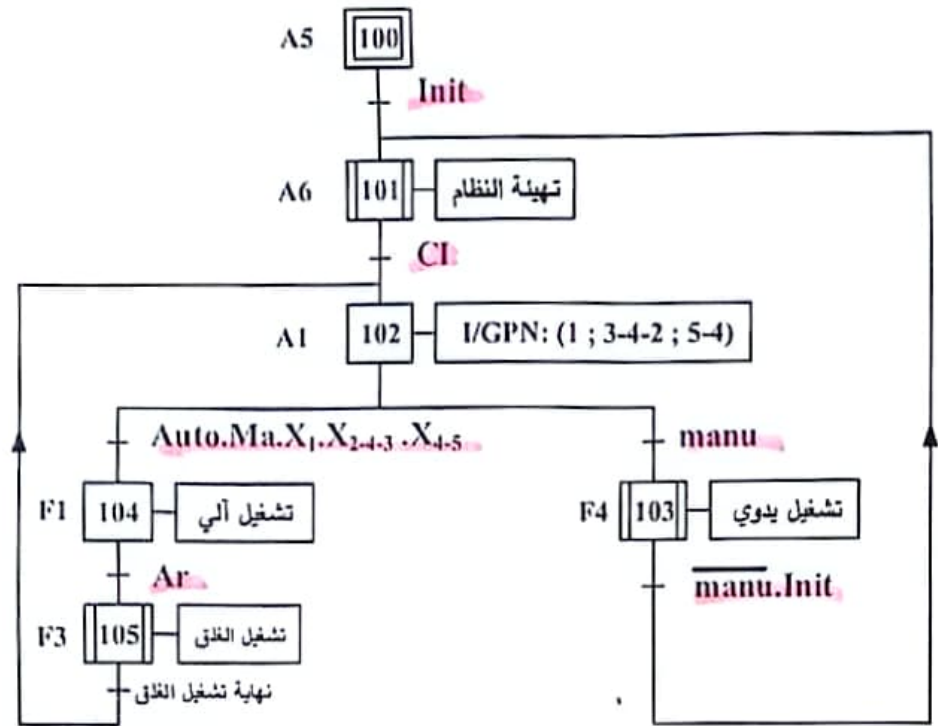 A5 100
Init
A6 101 تهيئة النظام
CI
A1 102 I/GPN: (1 ; 3-4-2 ; 5-4)
Auto.Ma.X₁.X₂₋₄₋₃.X₄₋₅ manu
F1 104 تشغيل آلي F4 103 تشغيل يدوي
Ar m̅a̅n̅u̅.Init
F3 105 تشغيل الغلق
نهاية تشغيل الغلق